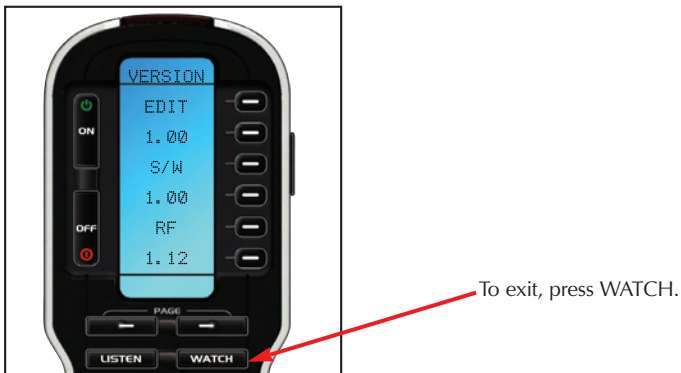 VERSION
EDIT
ON
1.00
S/W
1.00
OFF
RF
1.12
To exit, press WATCH.
PAGE
LISTEN
WATCH